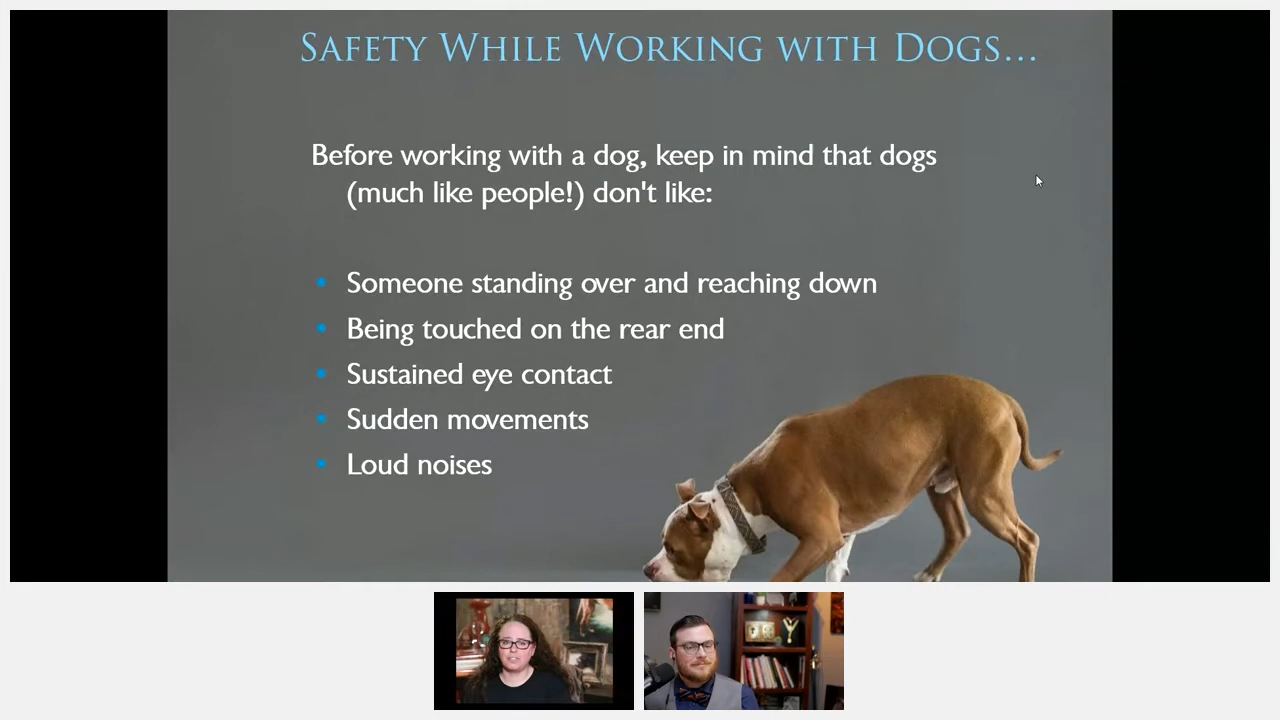 SAFETY WHILE WORKING WITH DOGS...
Before working with a dog, keep in mind that dogs
(much like people!) don't like:
• Someone standing over and reaching down
• Being touched on the rear end
• Sustained eye contact
• Sudden movements
• Loud noises